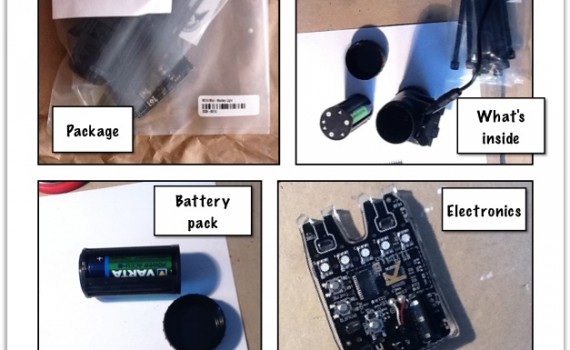 Package
What's
inside
Battery
pack
VARTA
Electronics